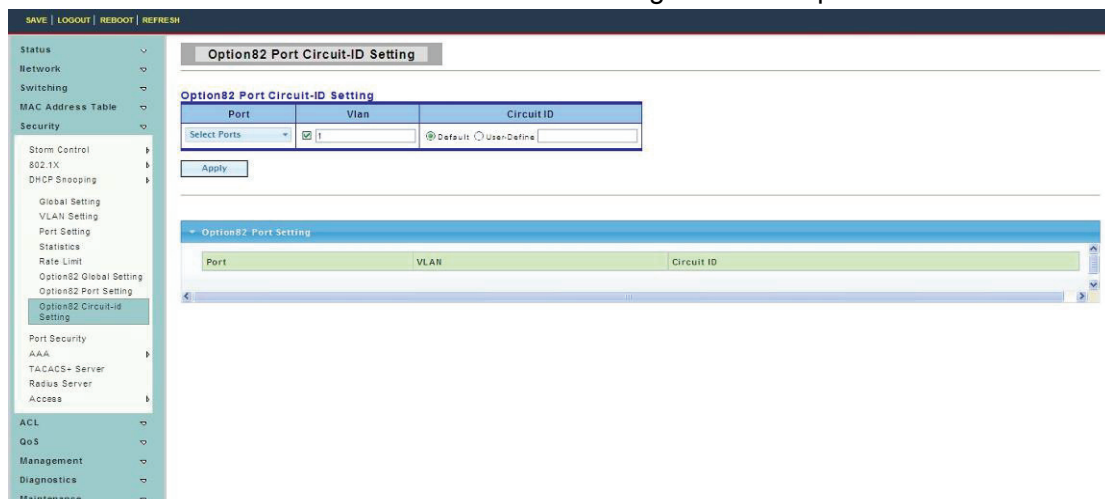 SAVE | LOGOUT | REBOOT | REFRESH
Status
Network
Switching
MAC Address Table
Security
Storm Control
802.1X
DHCP Snooping
Global Setting
VLAN Setting
Port Setting
Statistics
Rate Limit
Option82 Global Setting
Option82 Port Setting
Option82 Circuit-id
Setting
Port Security
AAA
TACACS+ Server
Radius Server
Access
ACL
QoS
Management
Diagnostics
Maintenance
Option82 Port Circuit-ID Setting
Option82 Port Circuit-ID Setting
Port Vlan Circuit ID
Select Ports 1 Default User-Define
Apply
Option82 Port Setting
Port VLAN Circuit ID